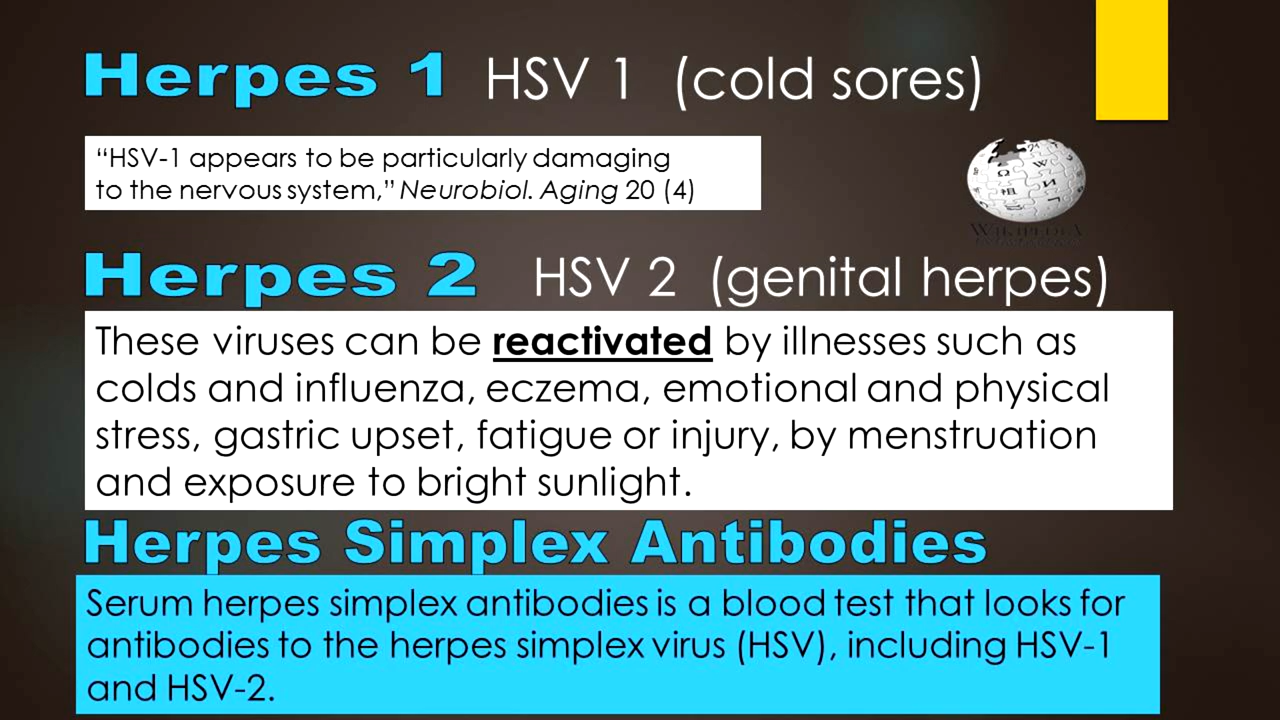 Herpes 1 HSV 1 (cold sores)
“HSV-1 appears to be particularly damaging
to the nervous system,” Neurobiol. Aging 20 (4)
Ω W
祖 И
WIKIPEDIA
Herpes 2 HSV 2 (genital herpes)
These viruses can be reactivated by illnesses such as
colds and influenza, eczema, emotional and physical
stress, gastric upset, fatigue or injury, by menstruation
and exposure to bright sunlight.
Herpes Simplex Antibodies
Serum herpes simplex antibodies is a blood test that looks for
antibodies to the herpes simplex virus (HSV), including HSV-1
and HSV-2.